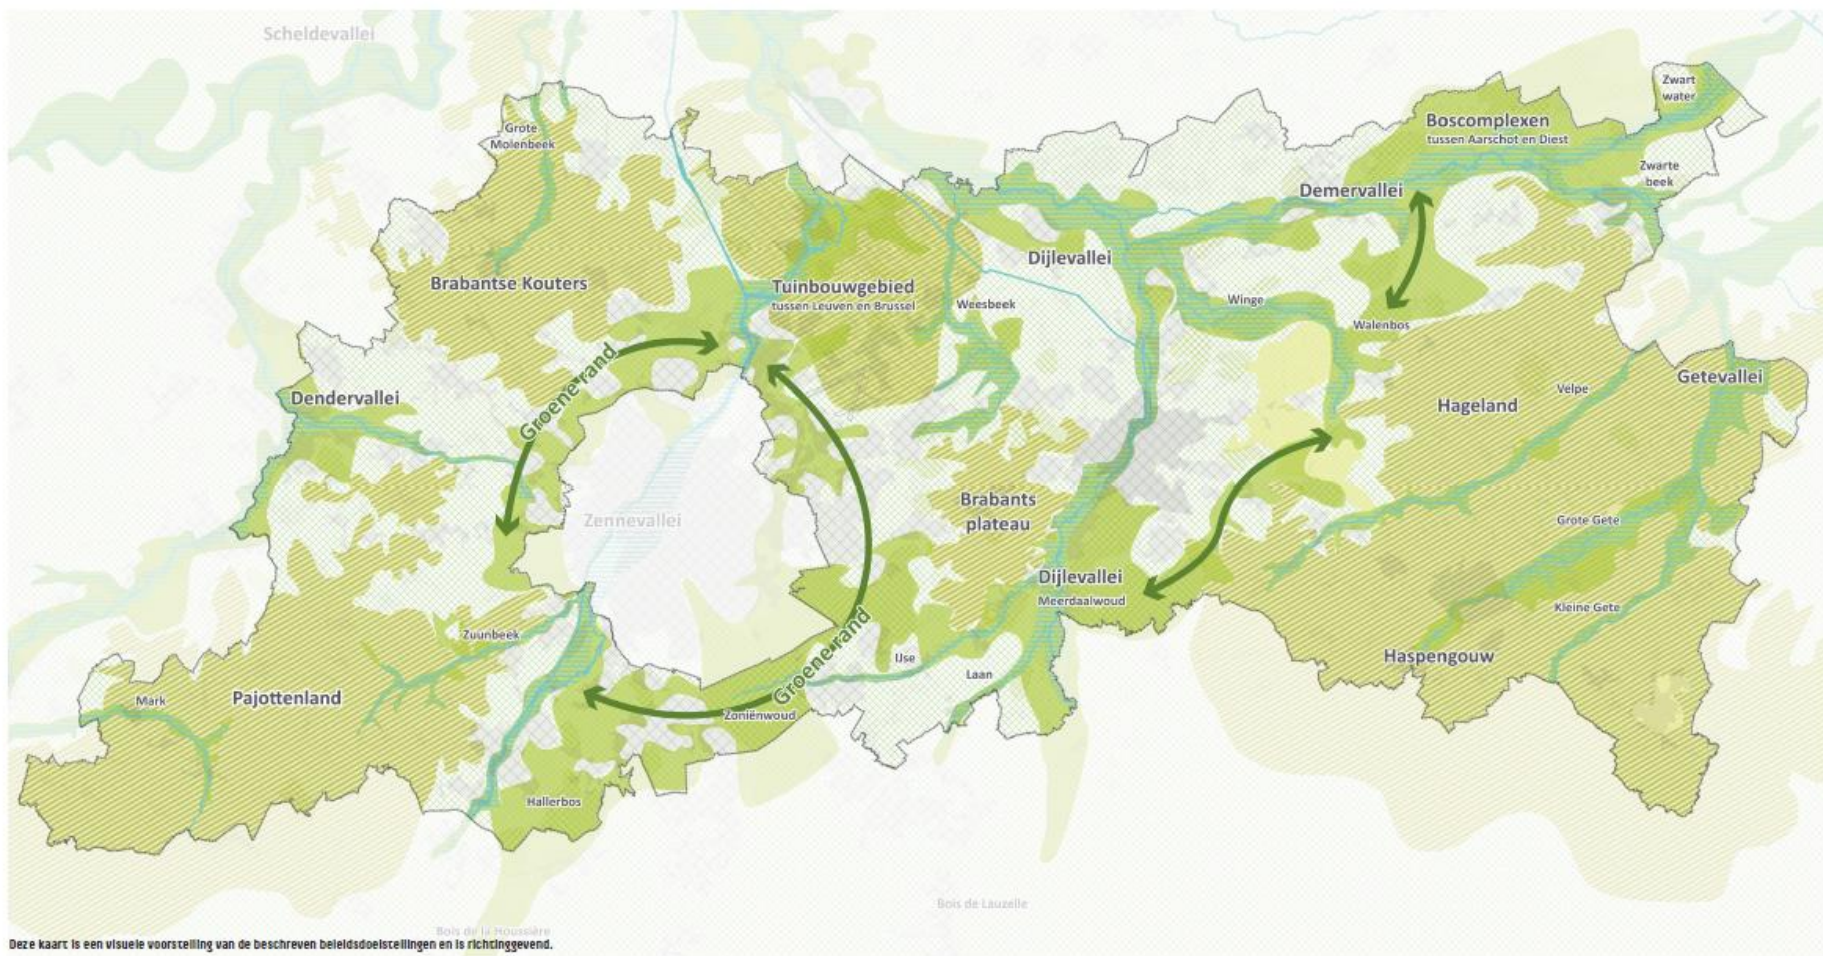 Scheldevallei
Zwart
water
Grote
Molenbeek
Boscomplexen
tussen Aarschot en Diest
Zwarte
beek
Demervallei
Dijlevallei
Brabantse Kouters
Tuinbouwgebied
tussen Leuven en Brussel
Weesbeek
Winge
Walenbos
Groene rand
Dendervallei
Velpe
Getevallei
Hageland
Brabants
plateau
Zennevallei
Grote Gete
Dijlevallei
Meerdaalwoud
Kleine Gete
Zuunbeek
Groene rand
IJse
Haspengouw
Laan
Mark
Pajottenland
Zoniënwoud
Hallerbos
Bois de Lauzelle
Bois de la Houssière
Deze kaart is een visuele voorstelling van de beschreven beleidsdoelstellingen en is richtinggevend.